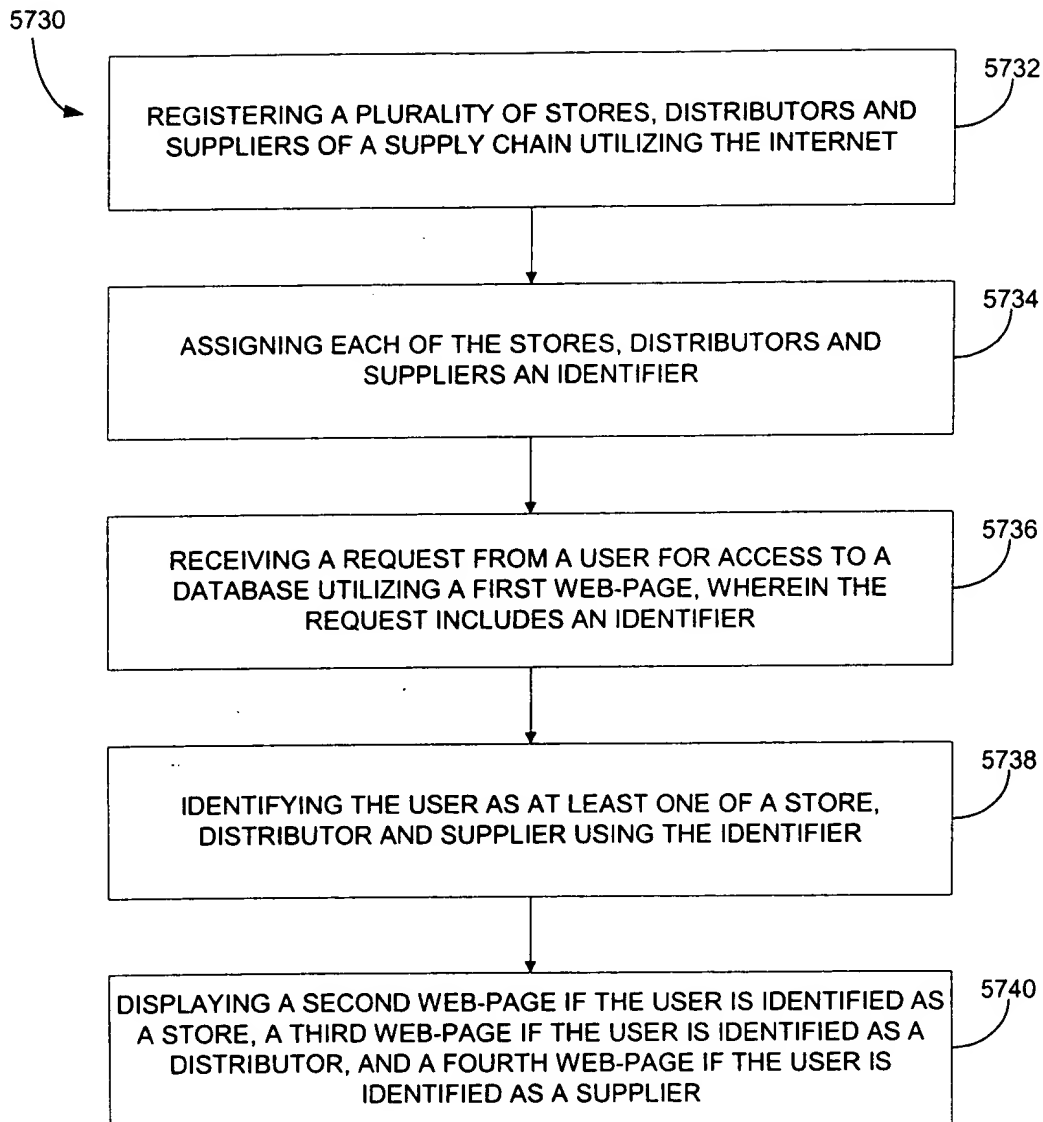 5730
5732
REGISTERING A PLURALITY OF STORES, DISTRIBUTORS AND
SUPPLIERS OF A SUPPLY CHAIN UTILIZING THE INTERNET
5734
ASSIGNING EACH OF THE STORES, DISTRIBUTORS AND
SUPPLIERS AN IDENTIFIER
5736
RECEIVING A REQUEST FROM A USER FOR ACCESS TO A
DATABASE UTILIZING A FIRST WEB-PAGE, WHEREIN THE
REQUEST INCLUDES AN IDENTIFIER
5738
IDENTIFYING THE USER AS AT LEAST ONE OF A STORE,
DISTRIBUTOR AND SUPPLIER USING THE IDENTIFIER
5740
DISPLAYING A SECOND WEB-PAGE IF THE USER IS IDENTIFIED AS
A STORE, A THIRD WEB-PAGE IF THE USER IS IDENTIFIED AS A
DISTRIBUTOR, AND A FOURTH WEB-PAGE IF THE USER IS
IDENTIFIED AS A SUPPLIER